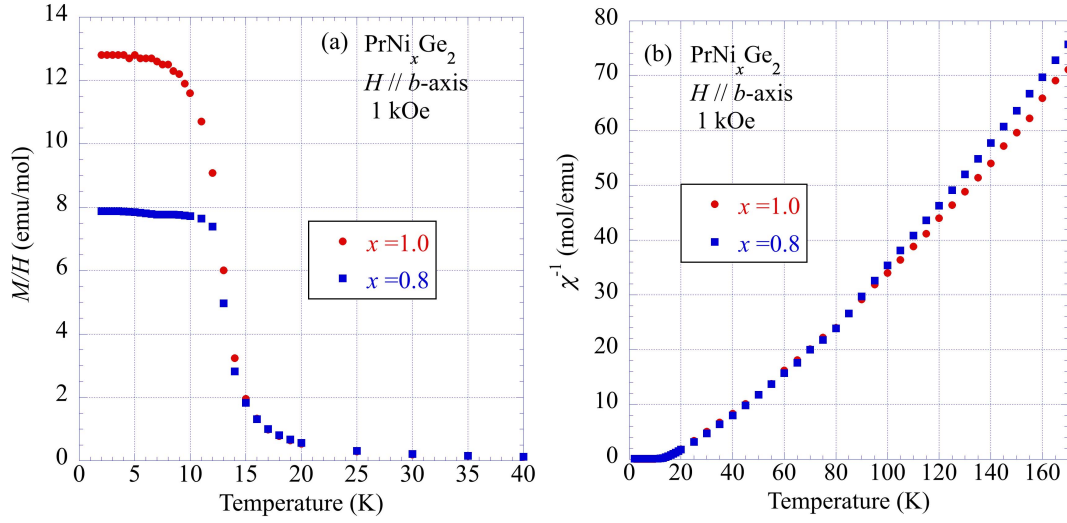 (a) PrNiₓGe₂
H // b-axis
1 kOe
x =1.0
x =0.8
M/H (emu/mol)
14
12
10
8
6
4
2
0
0 5 10 15 20 25 30 35 40
Temperature (K)
(b) PrNiₓGe₂
H // b-axis
1 kOe
x =1.0
x =0.8
χ⁻¹ (mol/emu)
80
70
60
50
40
30
20
10
0
0 20 40 60 80 100 120 140 160
Temperature (K)